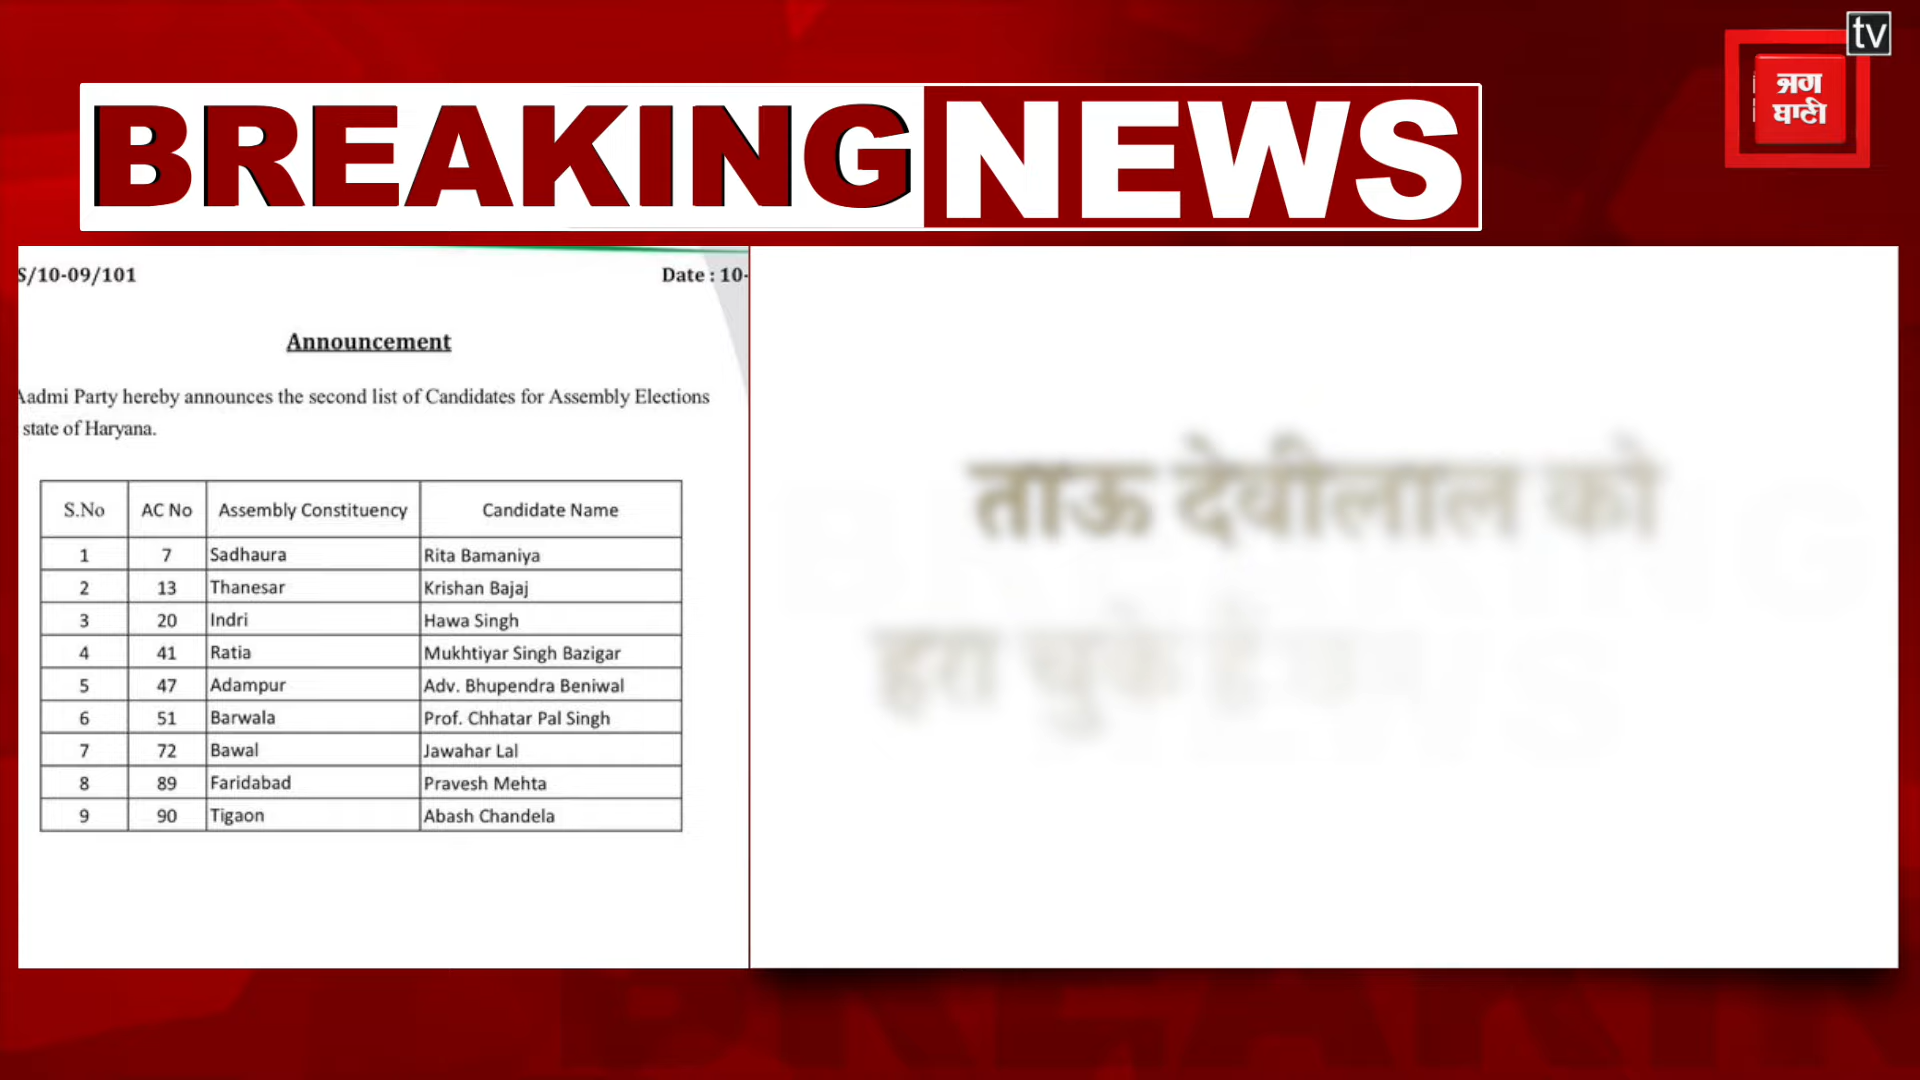 tv
ਜਗ
ਬਾਣੀ
BREAKING NEWS
S/10-09/101 Date : 10-
Announcement
Aadmi Party hereby announces the second list of Candidates for Assembly Elections
state of Haryana.
S.No AC No Assembly Constituency Candidate Name
1 7 Sadhaura Rita Bamaniya
2 13 Thanesar Krishan Bajaj
3 20 Indri Hawa Singh
4 41 Ratia Mukhtiyar Singh Bazigar
5 47 Adampur Adv. Bhupendra Beniwal
6 51 Barwala Prof. Chhatar Pal Singh
7 72 Bawal Jawahar Lal
8 89 Faridabad Pravesh Mehta
9 90 Tigaon Abash Chandela
ताऊ देवीलाल को
हरा चुके हैं